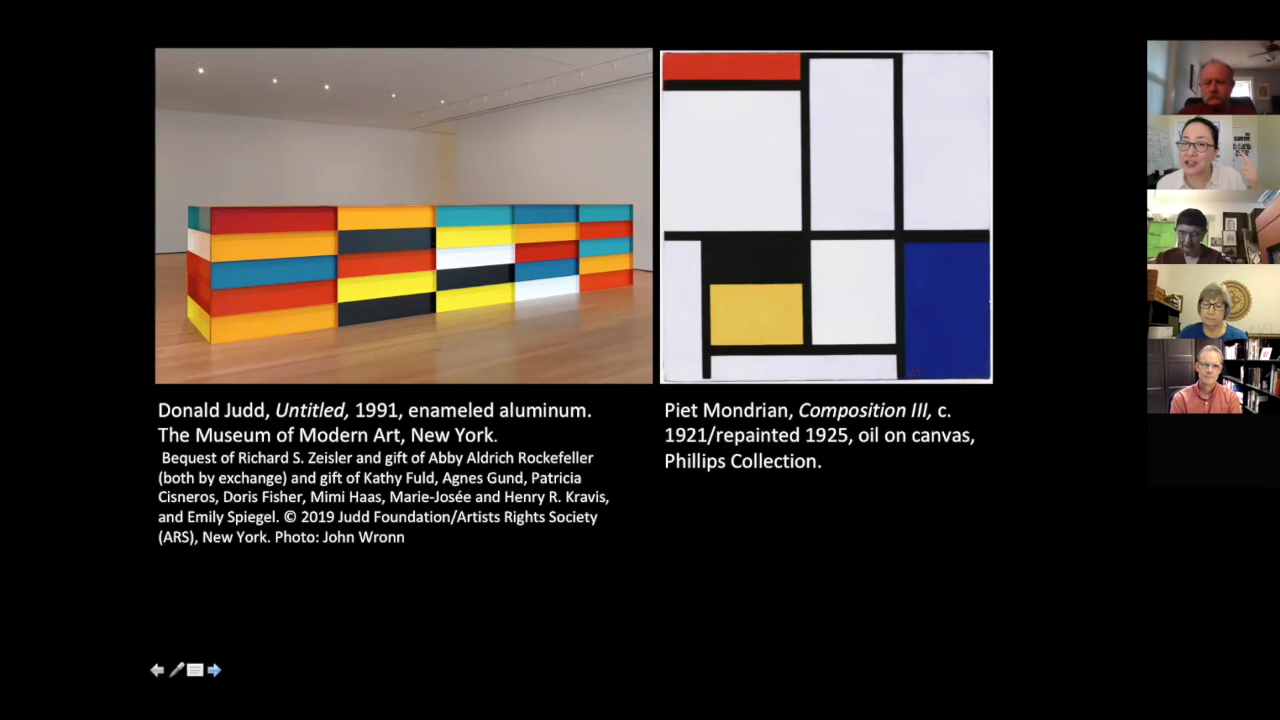 Donald Judd, Untitled, 1991, enameled aluminum.
The Museum of Modern Art, New York.
Bequest of Richard S. Zeisler and gift of Abby Aldrich Rockefeller
(both by exchange) and gift of Kathy Fuld, Agnes Gund, Patricia
Cisneros, Doris Fisher, Mimi Haas, Marie-Josée and Henry R. Kravis,
and Emily Spiegel. © 2019 Judd Foundation/Artists Rights Society
(ARS), New York. Photo: John Wronn
Piet Mondrian, Composition III, c.
1921/repainted 1925, oil on canvas,
Phillips Collection.